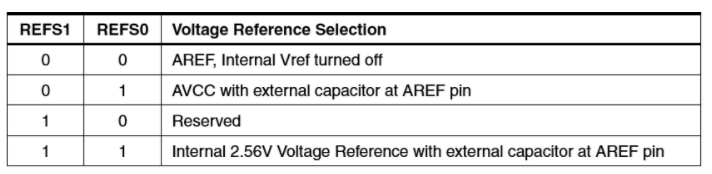 REFS1 REFS0 Voltage Reference Selection
0 0 AREF, Internal Vref turned off
0 1 AVCC with external capacitor at AREF pin
1 0 Reserved
1 1 Internal 2.56V Voltage Reference with external capacitor at AREF pin